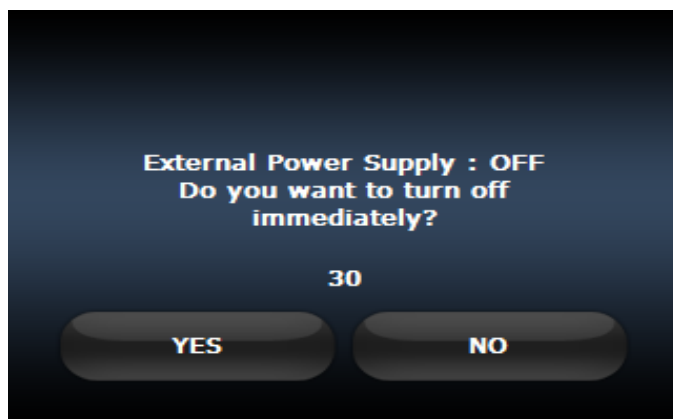 External Power Supply : OFF
Do you want to turn off
immediately?
30
YES
NO